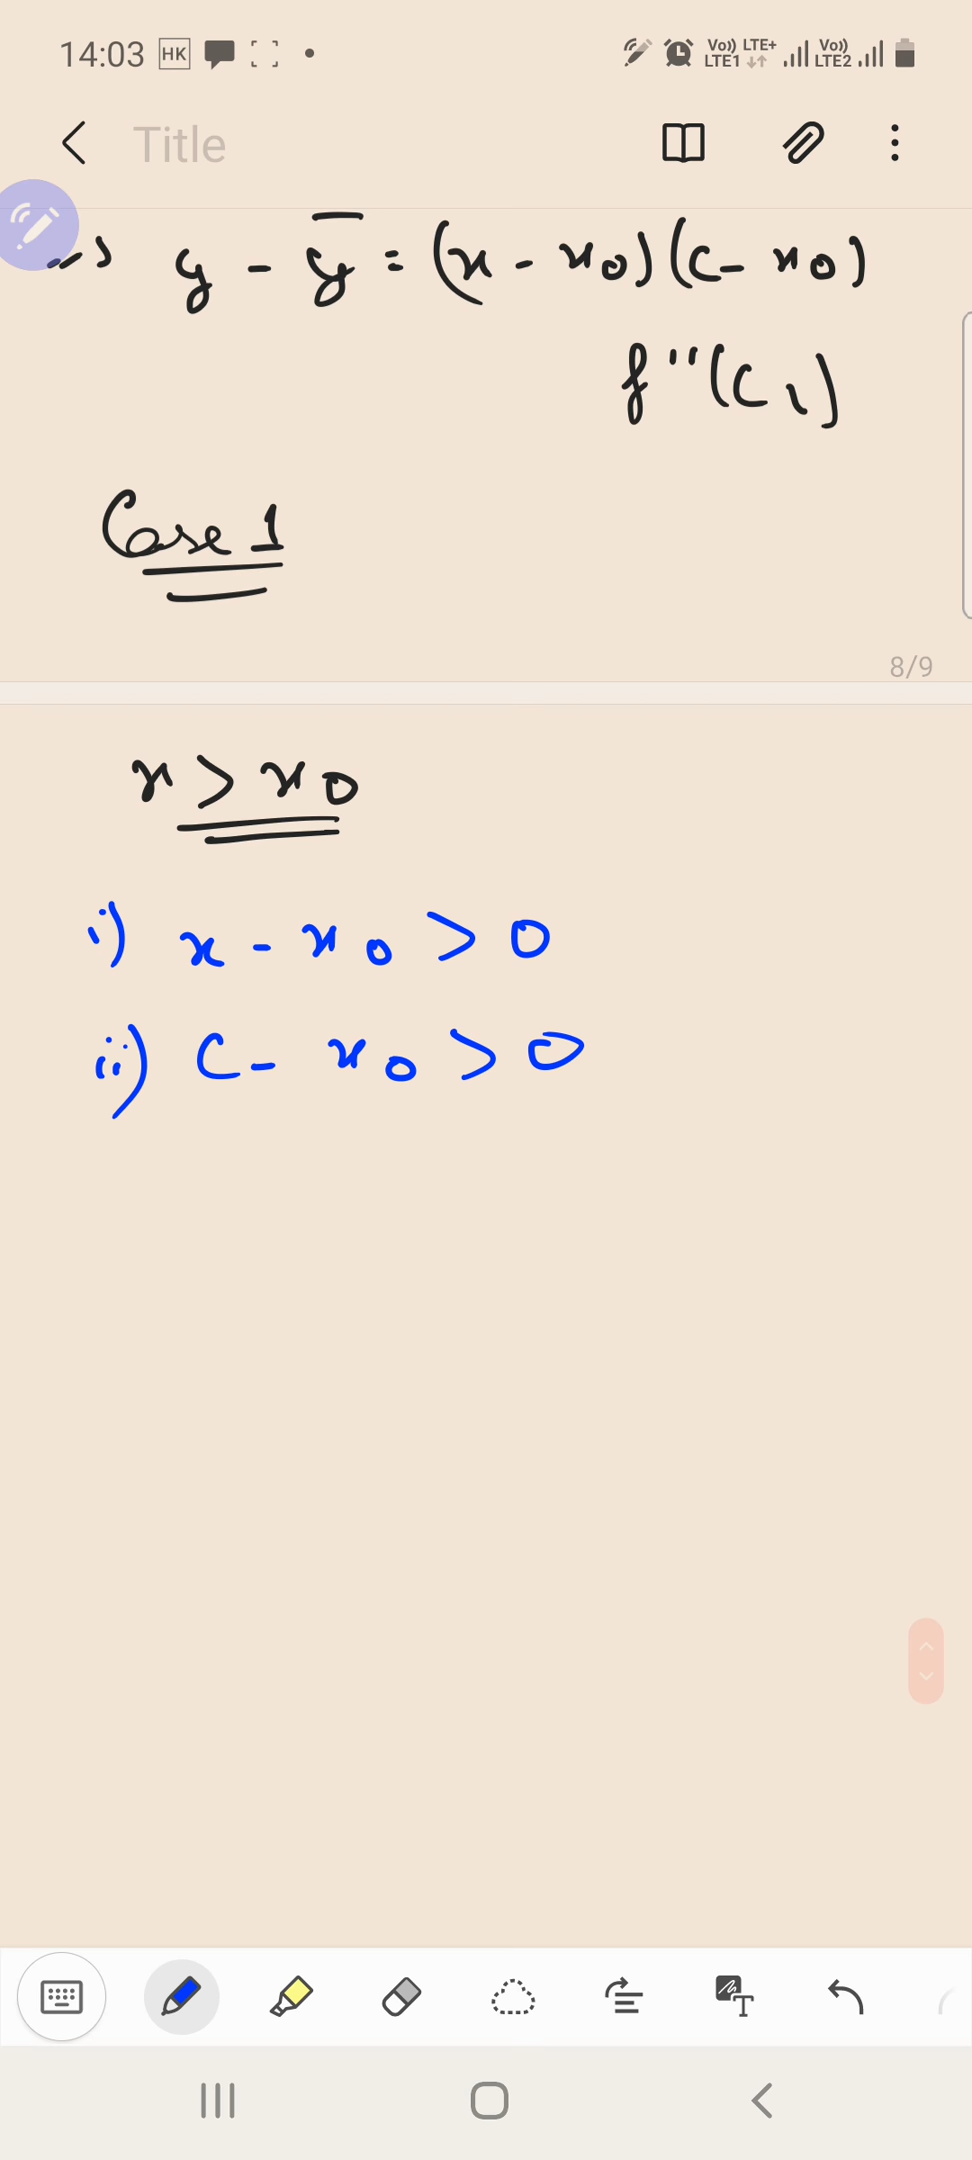 14:03 HK Vo)) LTE+ LTE1 Vo)) LTE2
Title
=> y - ȳ = (x - x₀)(c - x₀)
f''(c₁)
Case 1
8/9
x > x₀
i) x - x₀ > 0
ii) c - x₀ > 0
T